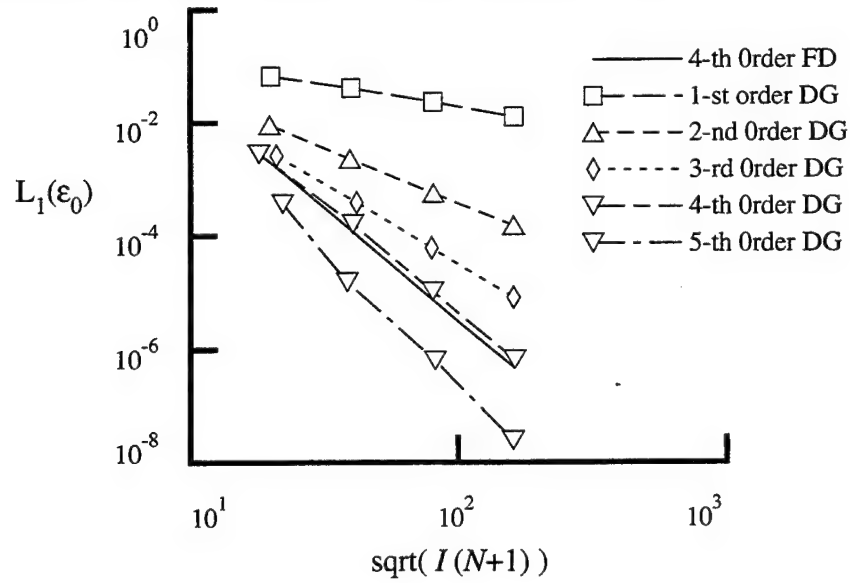 10^0
10^-2
L_1(ε_0)
10^-4
10^-6
10^-8
10^1
10^2
10^3
sqrt( I (N+1) )
4-th 0rder FD
1-st order DG
2-nd 0rder DG
3-rd 0rder DG
4-th 0rder DG
5-th 0rder DG